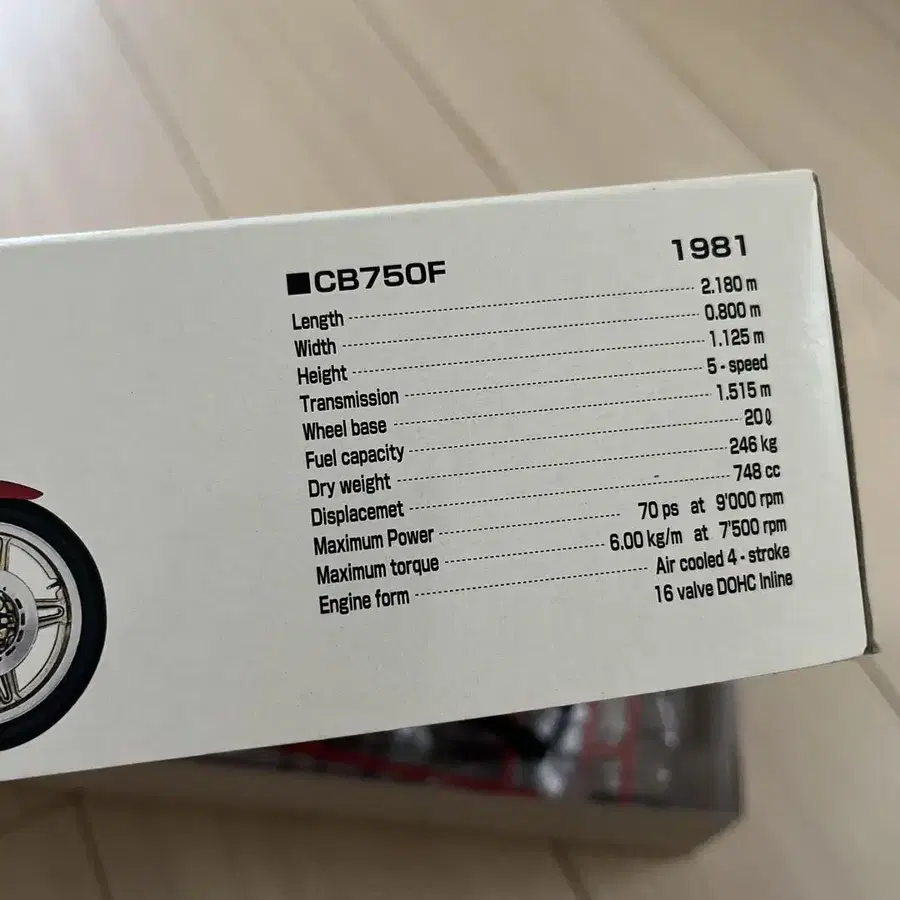 ■CB750F 1981
Length 2.180 m
Width 0.800 m
Height 1.125 m
Transmission 5-speed
Wheel base 1.515 m
Fuel capacity 20ℓ
Dry weight 246 kg
Displacemet 748 cc
Maximum Power 70 ps at 9'000 rpm
Maximum torque 6.00 kg/m at 7'500 rpm
Engine form Air cooled 4-stroke
16 valve DOHC Inline